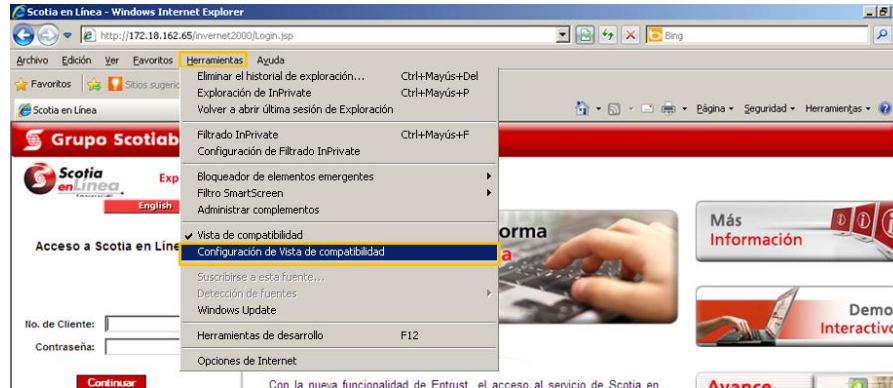 Scotia en Línea - Windows Internet Explorer
http://172.18.162.65/invernet2000/Login.jsp
Bing
Archivo Edición Ver Favoritos Herramientas Ayuda
Favoritos Sitios sugeric
Scotia en Línea
Página Seguridad Herramientas
Eliminar el historial de exploración... Ctrl+Mayús+Del
Exploración de InPrivate Ctrl+Mayús+P
Volver a abrir última sesión de Exploración
Filtrado InPrivate Ctrl+Mayús+F
Configuración de Filtrado InPrivate
Bloqueador de elementos emergentes
Filtro SmartScreen
Administrar complementos
Vista de compatibilidad
Configuración de Vista de compatibilidad
Suscribirse a esta fuente...
Detección de fuentes
Windows Update
Herramientas de desarrollo F12
Opciones de Internet
Grupo Scotiab
Scotia
enLínea
Exp
English
Acceso a Scotia en Líne
No. de Cliente:
Contraseña:
Continuar
orma
a
Más
Información
Demo
Interactivo
Con la nueva funcionalidad de Entrust el acceso al servicio de Scotia en
Avance